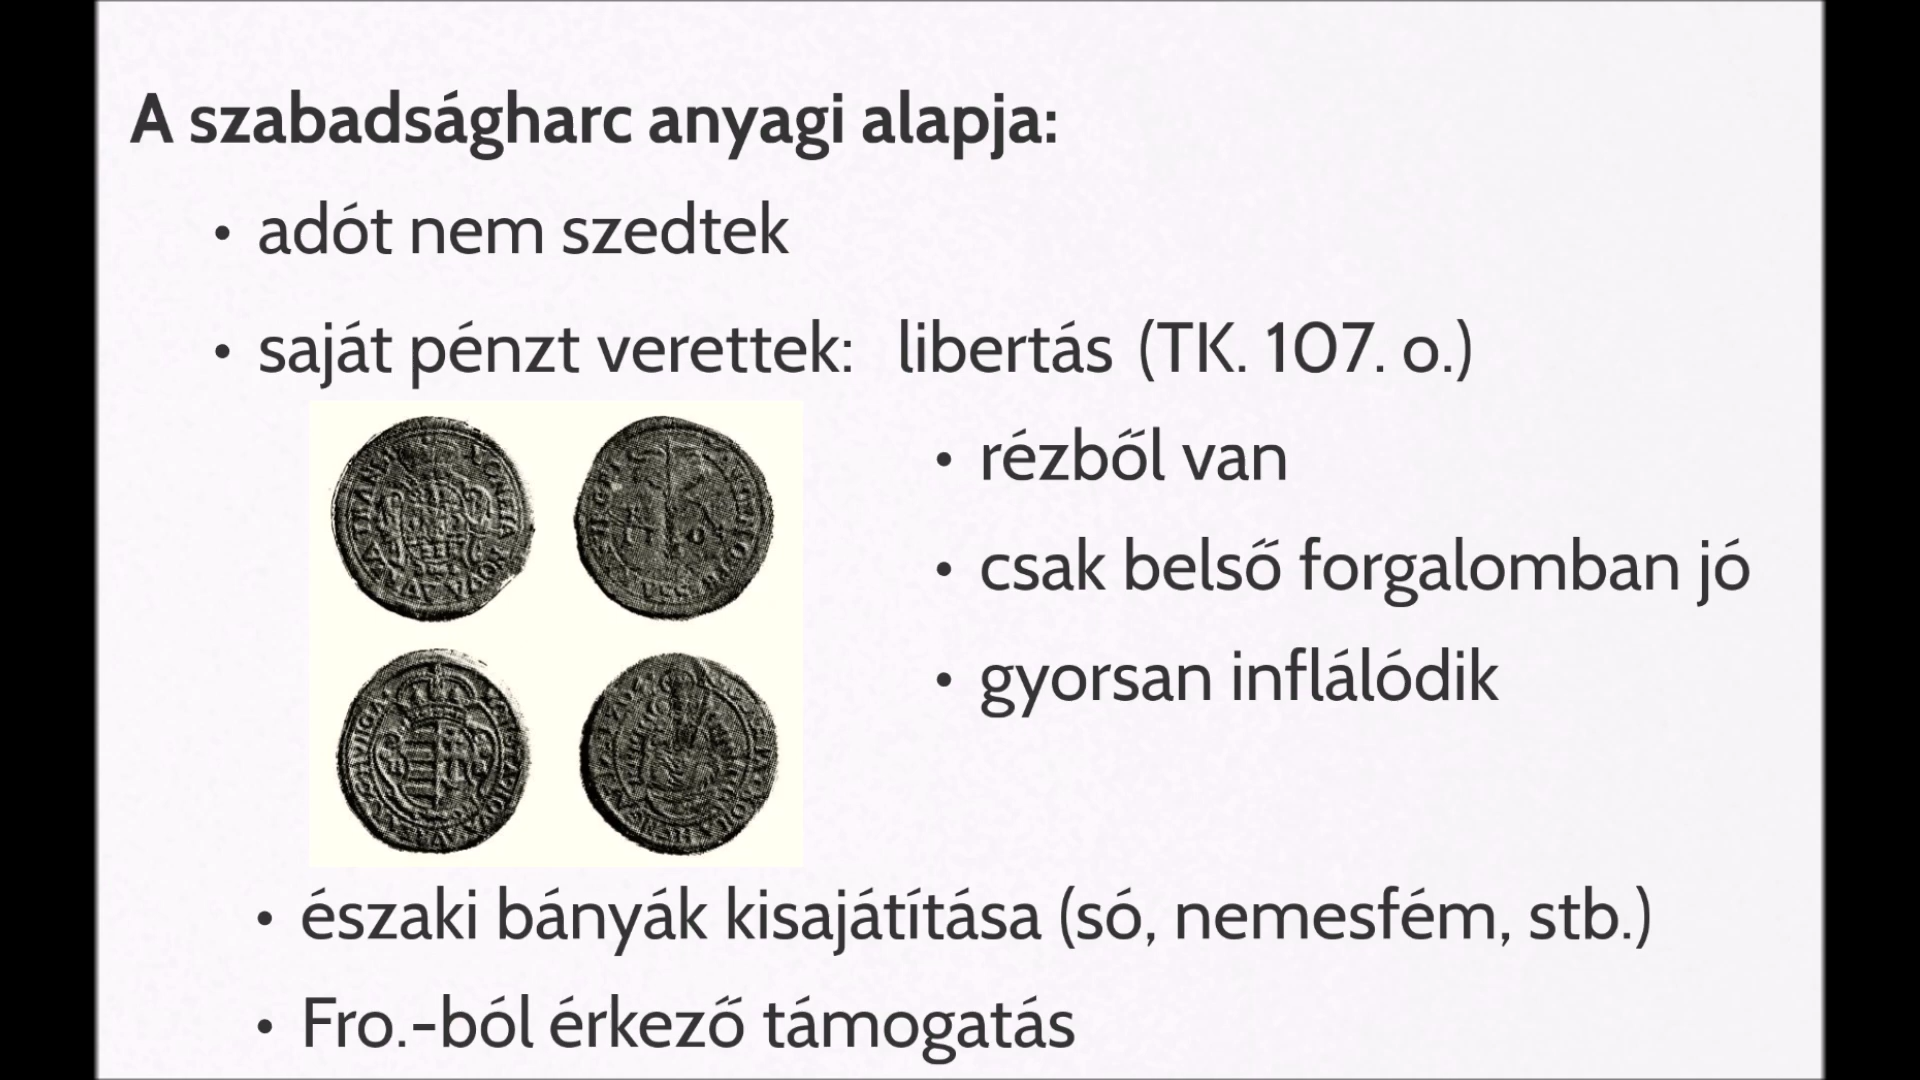 A szabadságharc anyagi alapja:
• adót nem szedtek
• saját pénzt verettek: libertás (TK. 107. o.)
• rézből van
• csak belső forgalomban jó
• gyorsan inflálódik
• északi bányák kisajátítása (só, nemesfém, stb.)
• Fro.-ból érkező támogatás